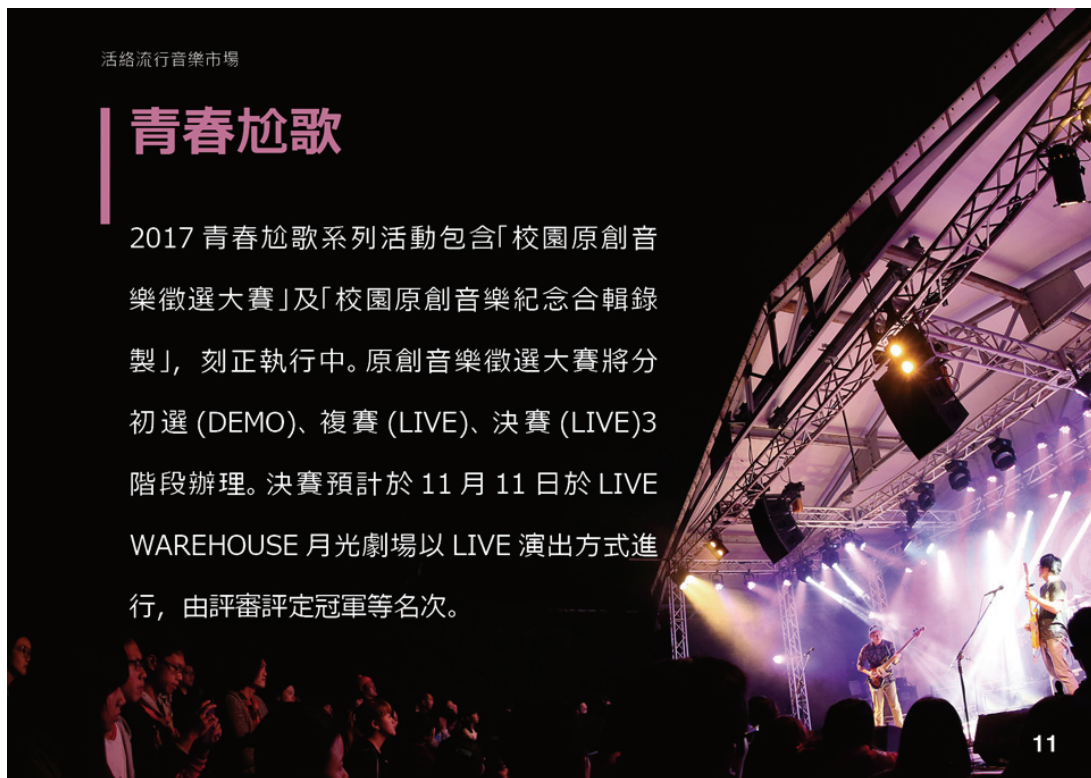 活絡流行音樂市場
青春尬歌
2017 青春尬歌系列活動包含「校園原創音
樂徵選大賽」及「校園原創音樂紀念合輯錄
製」，刻正執行中。原創音樂徵選大賽將分
初選 (DEMO)、複賽 (LIVE)、決賽 (LIVE)3
階段辦理。決賽預計於 11 月 11 日於 LIVE
WAREHOUSE 月光劇場以 LIVE 演出方式進
行，由評審評定冠軍等名次。
11